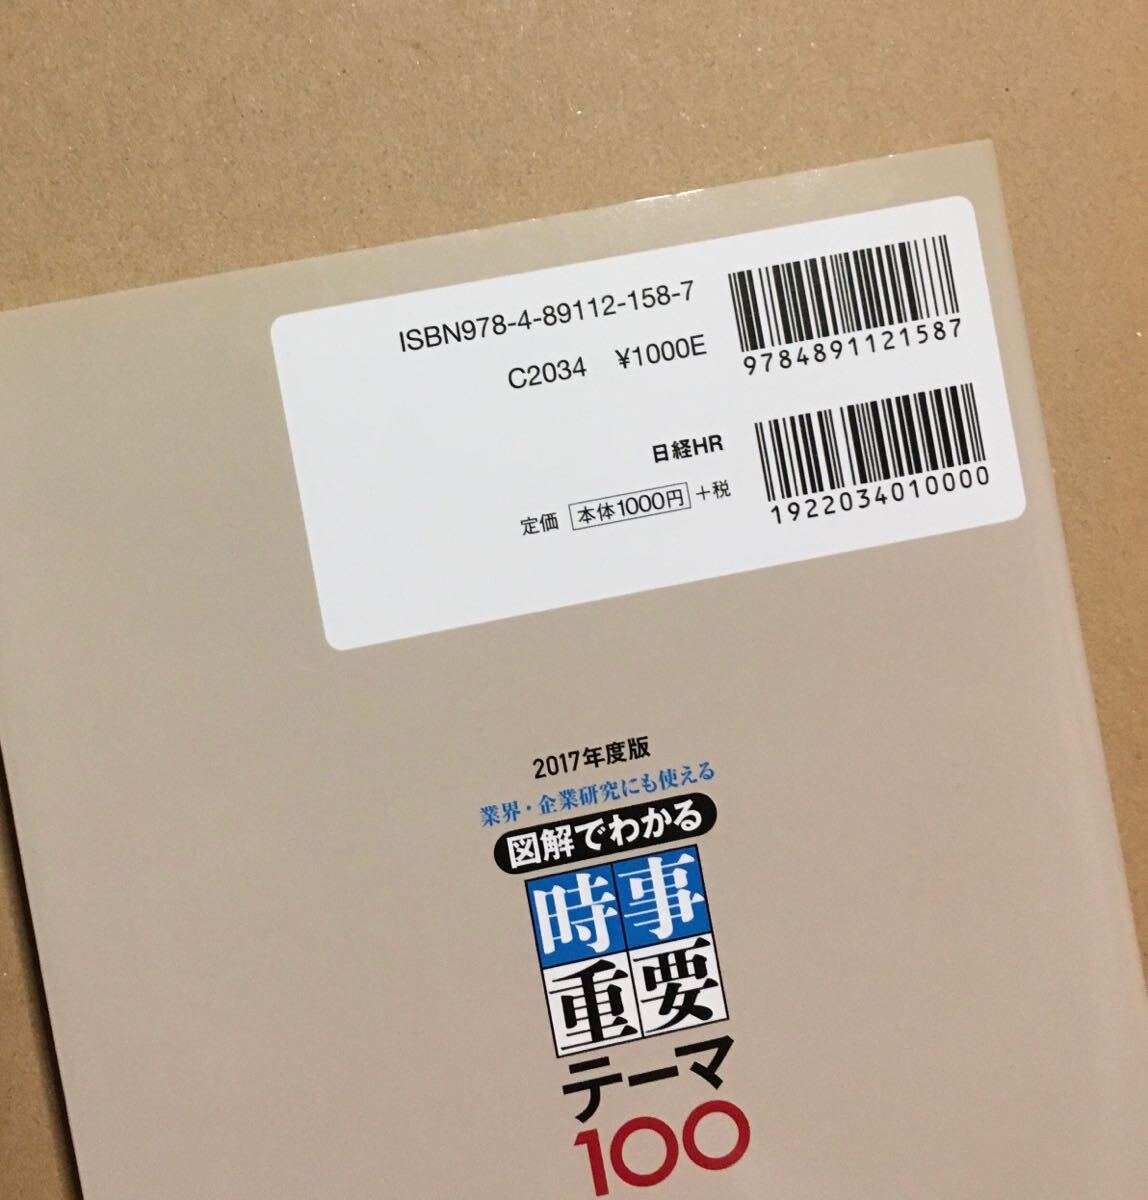 ISBN978-4-89112-158-7
C2034 ¥1000E
9784891121587
日経HR
定価 本体1000円 +税
1922034010000
2017年度版
業界・企業研究にも使える
図解でわかる
時事
重要
テーマ
100